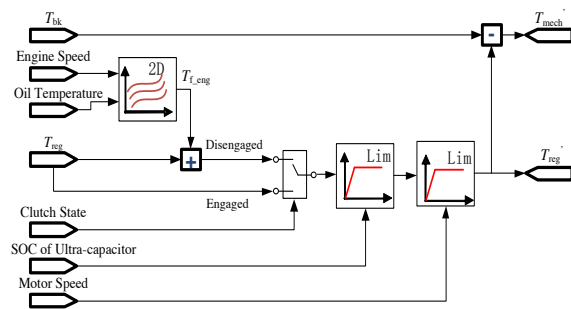 T_bk
T_mech*
-
Engine Speed
2D
T_f_eng
Oil Temperature
T_reg
+
Disengaged
Lim
Lim
T_reg*
Engaged
Clutch State
SOC of Ultra-capacitor
Motor Speed